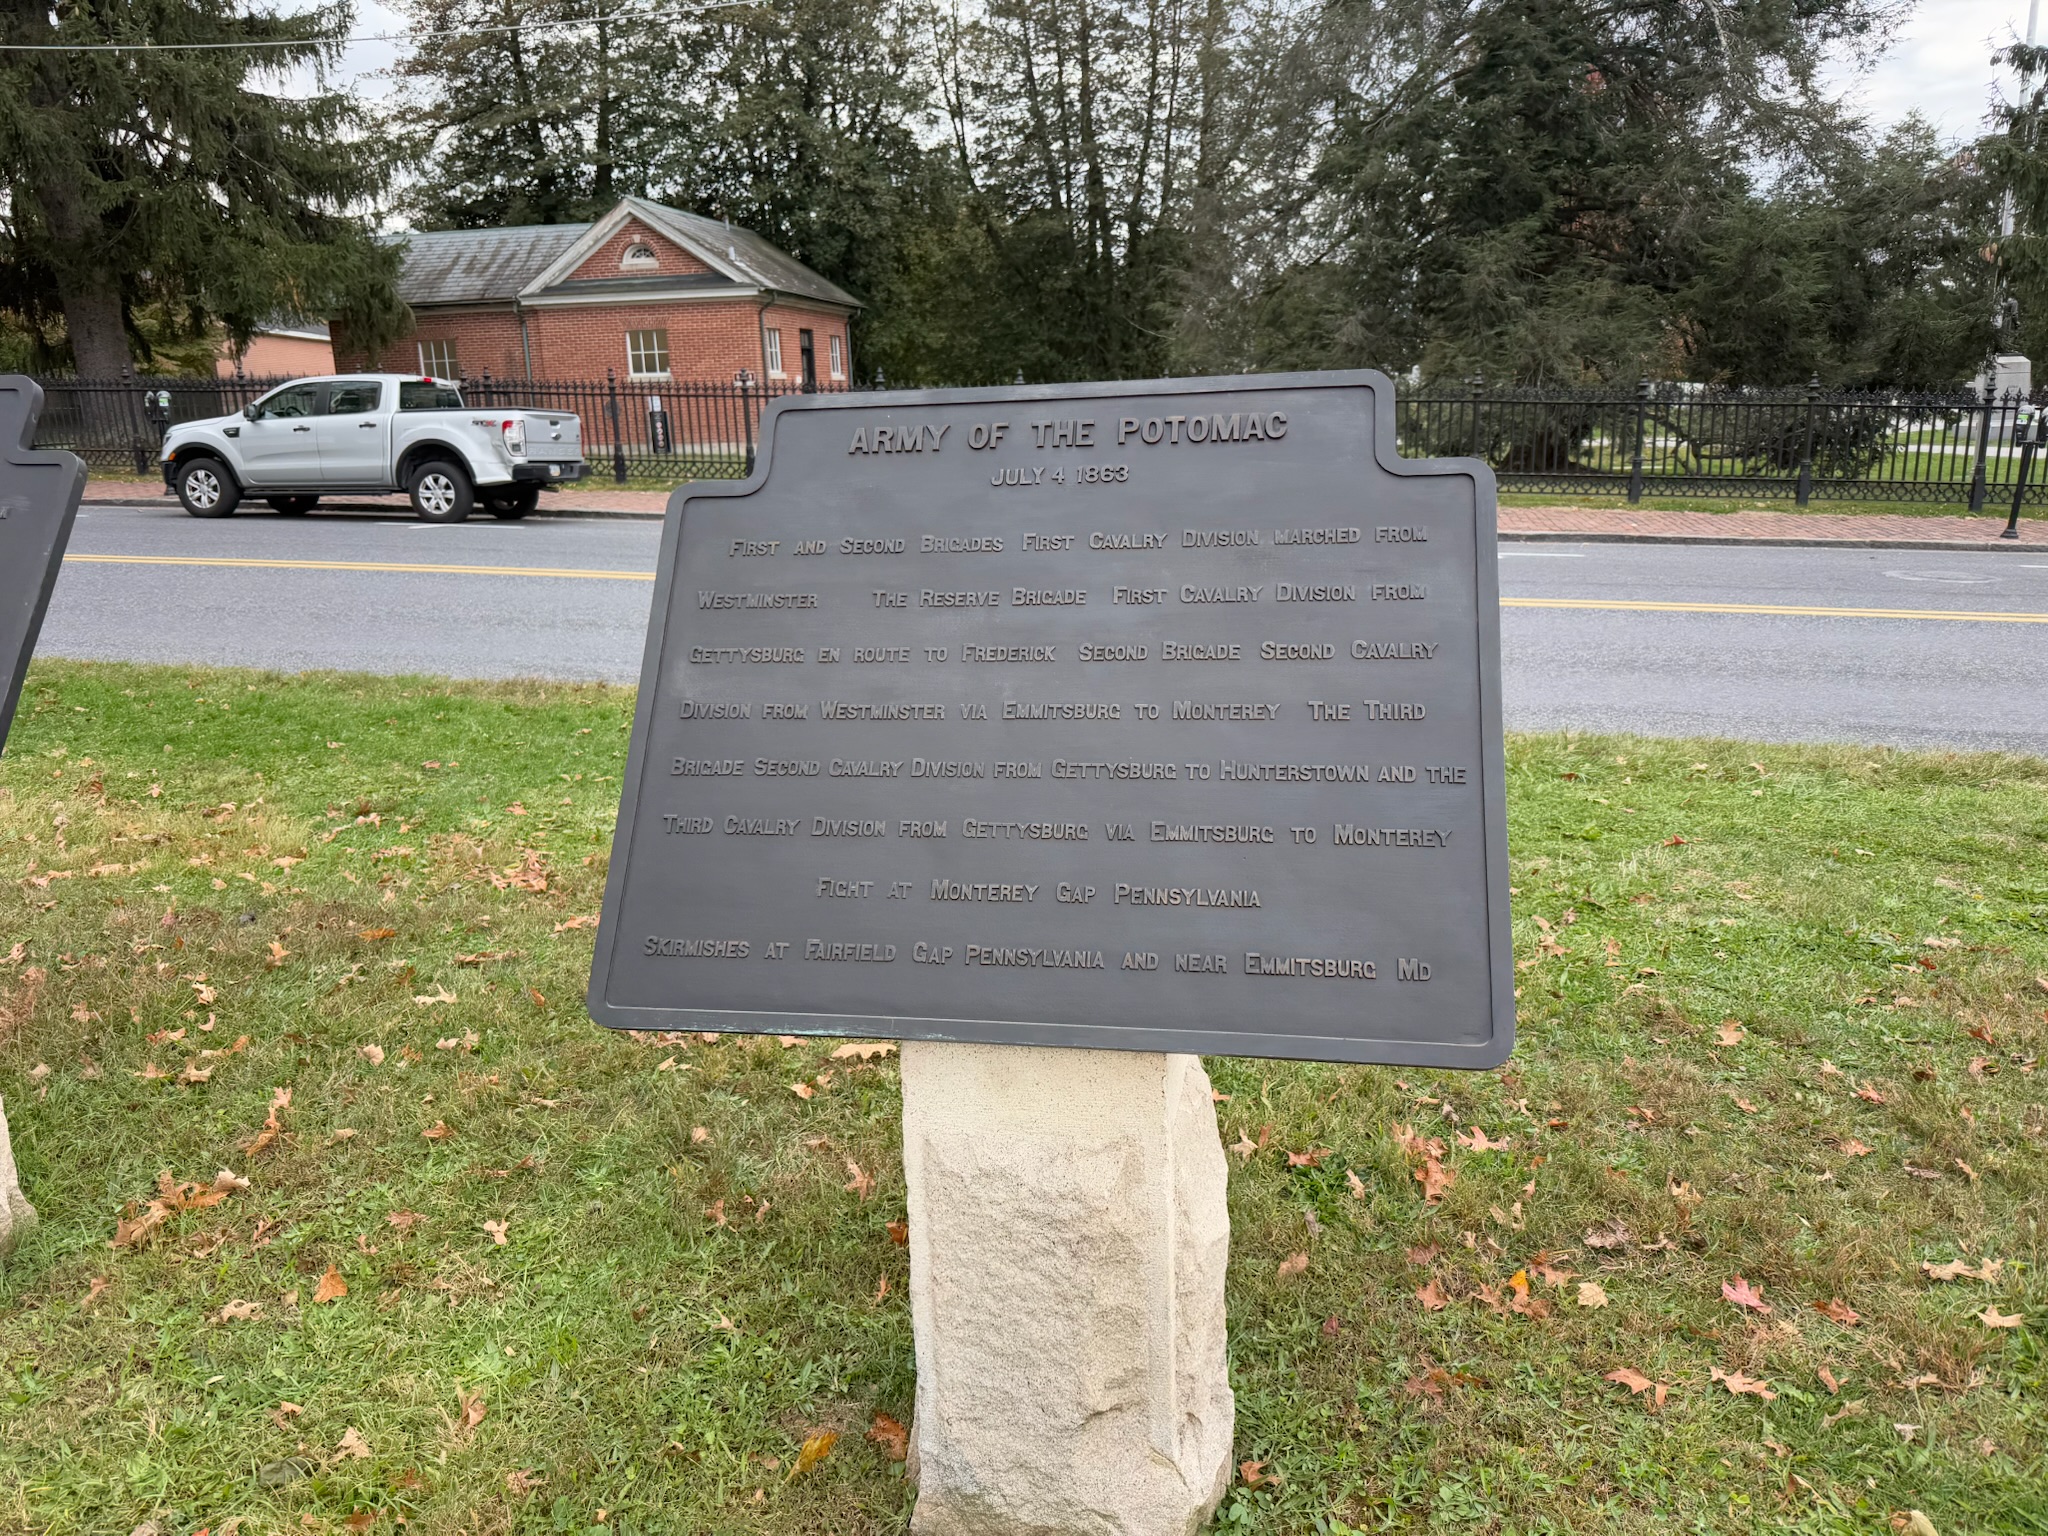 ARMY OF THE POTOMAC
JULY 4 1863
FIRST AND SECOND BRIGADES FIRST CAVALRY DIVISION MARCHED FROM
WESTMINSTER THE RESERVE BRIGADE FIRST CAVALRY DIVISION FROM
GETTYSBURG EN ROUTE TO FREDERICK SECOND BRIGADE SECOND CAVALRY
DIVISION FROM WESTMINSTER VIA EMMITSBURG TO MONTEREY THE THIRD
BRIGADE SECOND CAVALRY DIVISION FROM GETTYSBURG TO HUNTERSTOWN AND THE
THIRD CAVALRY DIVISION FROM GETTYSBURG VIA EMMITSBURG TO MONTEREY
FIGHT AT MONTEREY GAP PENNSYLVANIA
SKIRMISHES AT FAIRFIELD GAP PENNSYLVANIA AND NEAR EMMITSBURG MD